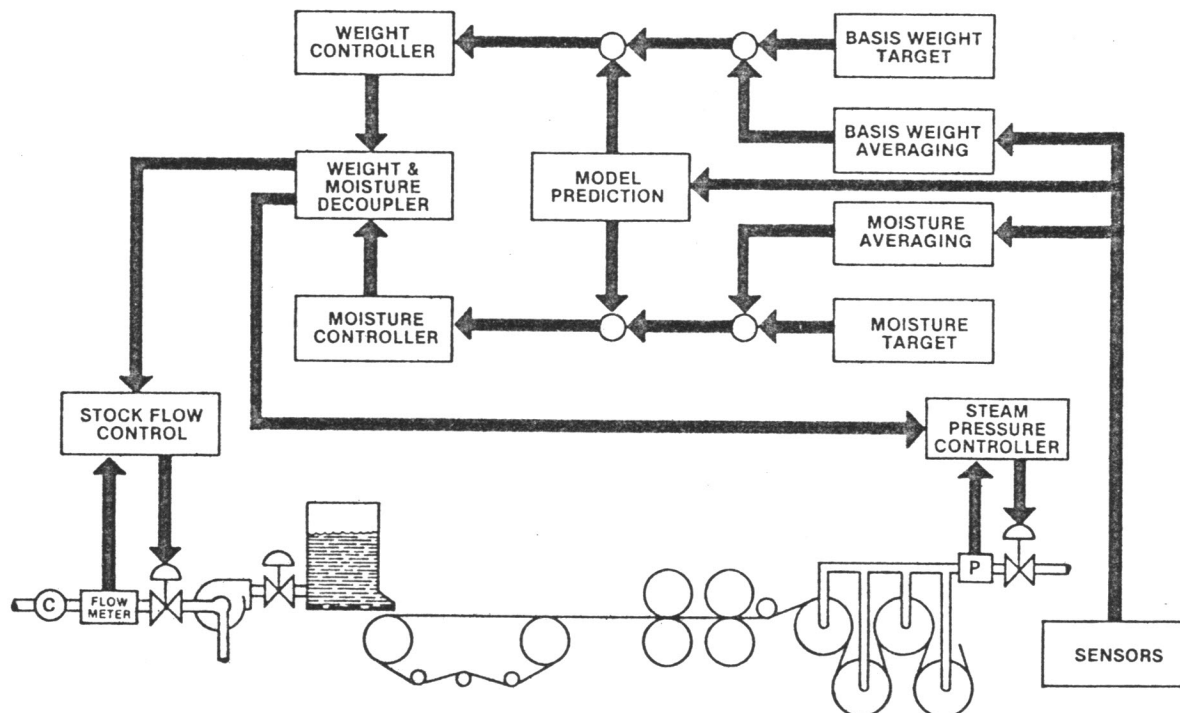 WEIGHT
CONTROLLER
BASIS WEIGHT
TARGET
BASIS WEIGHT
AVERAGING
WEIGHT &
MOISTURE
DECOUPLER
MODEL
PREDICTION
MOISTURE
AVERAGING
MOISTURE
CONTROLLER
MOISTURE
TARGET
STOCK FLOW
CONTROL
STEAM
PRESSURE
CONTROLLER
C
FLOW
METER
P
SENSORS